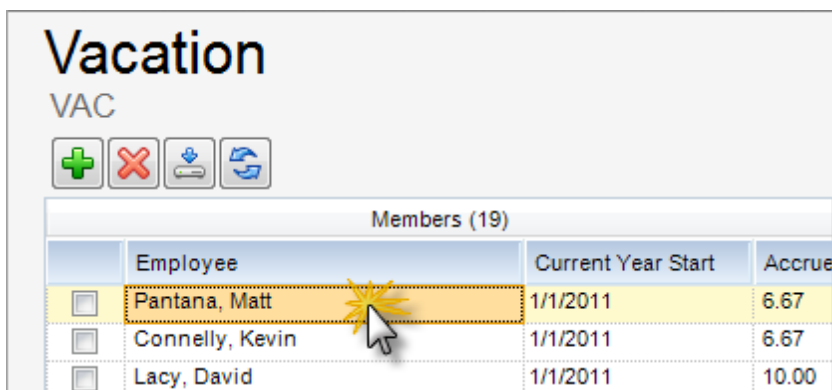 Vacation
VAC
Members (19)
Employee Current Year Start Accrue
Pantana, Matt 1/1/2011 6.67
Connelly, Kevin 1/1/2011 6.67
Lacy, David 1/1/2011 10.00